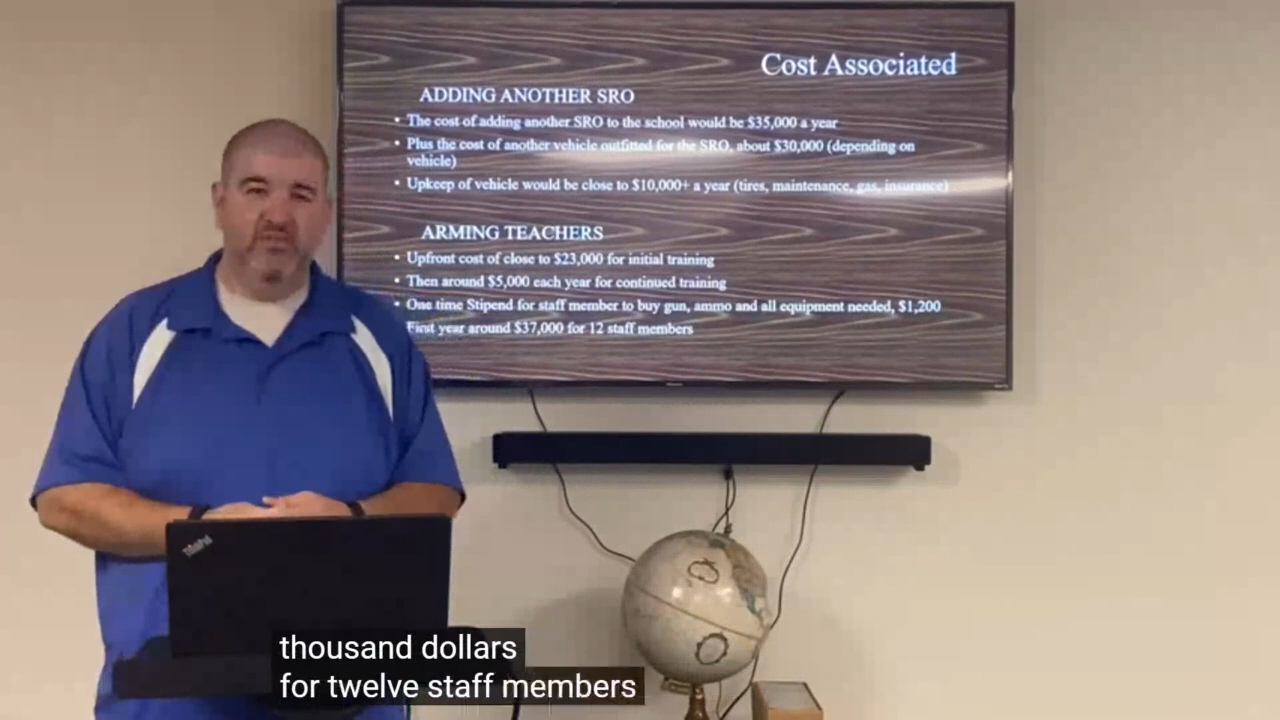 Cost Associated
ADDING ANOTHER SRO
• The cost of adding another SRO to the school would be $35,000 a year
• Plus the cost of another vehicle outfitted for the SRO, about $30,000 (depending on
vehicle)
• Upkeep of vehicle would be close to $10,000+ a year (tires, maintenance, gas, insurance)
ARMING TEACHERS
• Upfront cost of close to $23,000 for initial training
• Then around $5,000 each year for continued training
• One time Stipend for staff member to buy gun, ammo and all equipment needed, $1,200
First year around $37,000 for 12 staff members
ThinkPad
thousand dollars
for twelve staff members